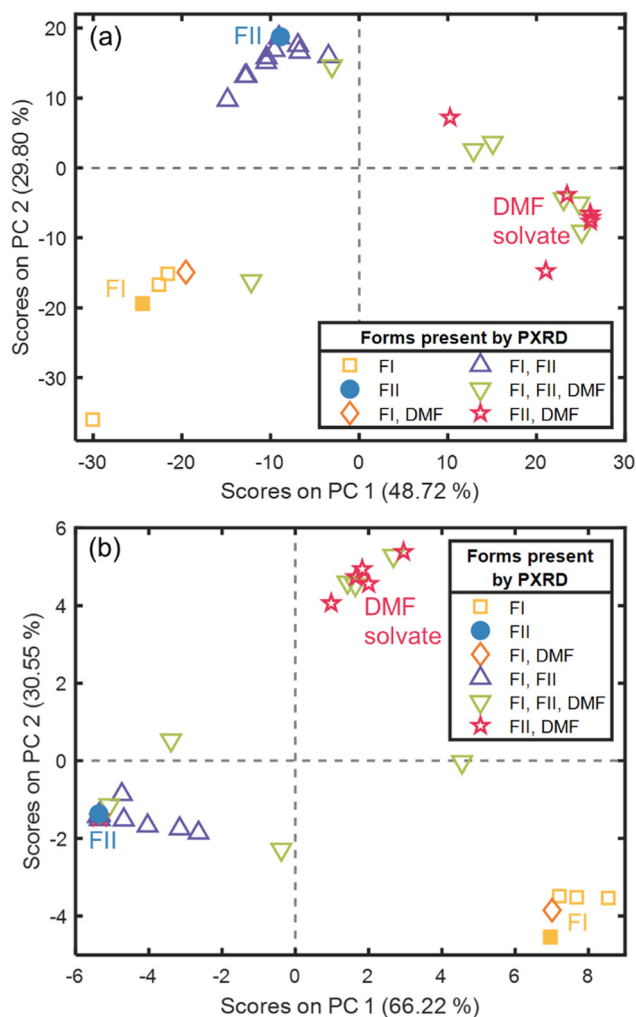 (a)
FII
20
10
0
-10
-20
-30
Scores on PC 2 (29.80 %)
DMF
solvate
FI
Forms present by PXRD
FI
FI, FII
FII
FI, FII, DMF
FI, DMF
FII, DMF
-30 -20 -10 0 10 20 30
Scores on PC 1 (48.72 %)
(b)
6
4
2
0
-2
-4
Scores on PC 2 (30.55 %)
DMF
solvate
Forms present
by PXRD
FI
FII
FI, DMF
FI, FII
FI, FII, DMF
FII, DMF
FII
FI
-6 -4 -2 0 2 4 6 8
Scores on PC 1 (66.22 %)